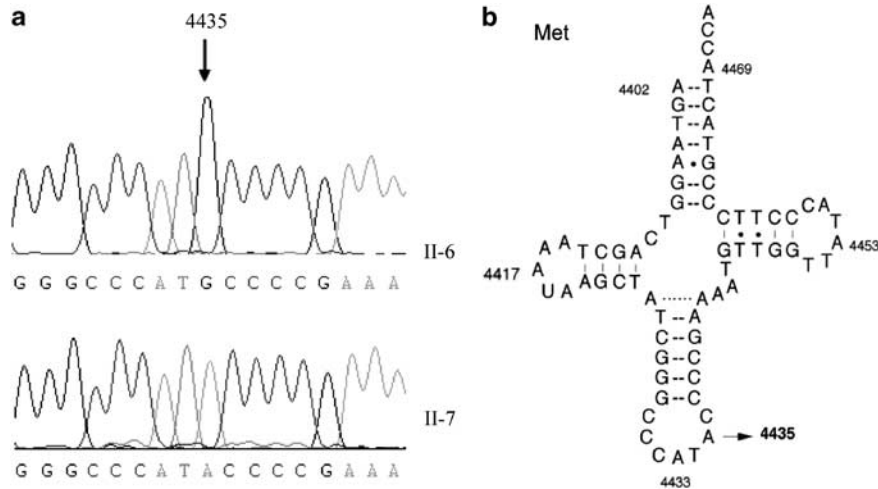 a
4435
II-6
G G G C C C A T G C C C C G A A A
II-7
G G G C C C A T A C C C C G A A A
b
Met
A
C
C
A
4402
4469
A -- T
G -- C
T -- A
A -- T
A • G
G -- C
G -- C
T
C T T C C C A
T
A
4453
T
T
G T T G G
T
A
A
A
A A T C G A C
A
4417
A
U A A G C T
A
A ...... A
T -- A
C -- G
G -- C
G -- C
G -- C
C A
C T
C A
4433
4435